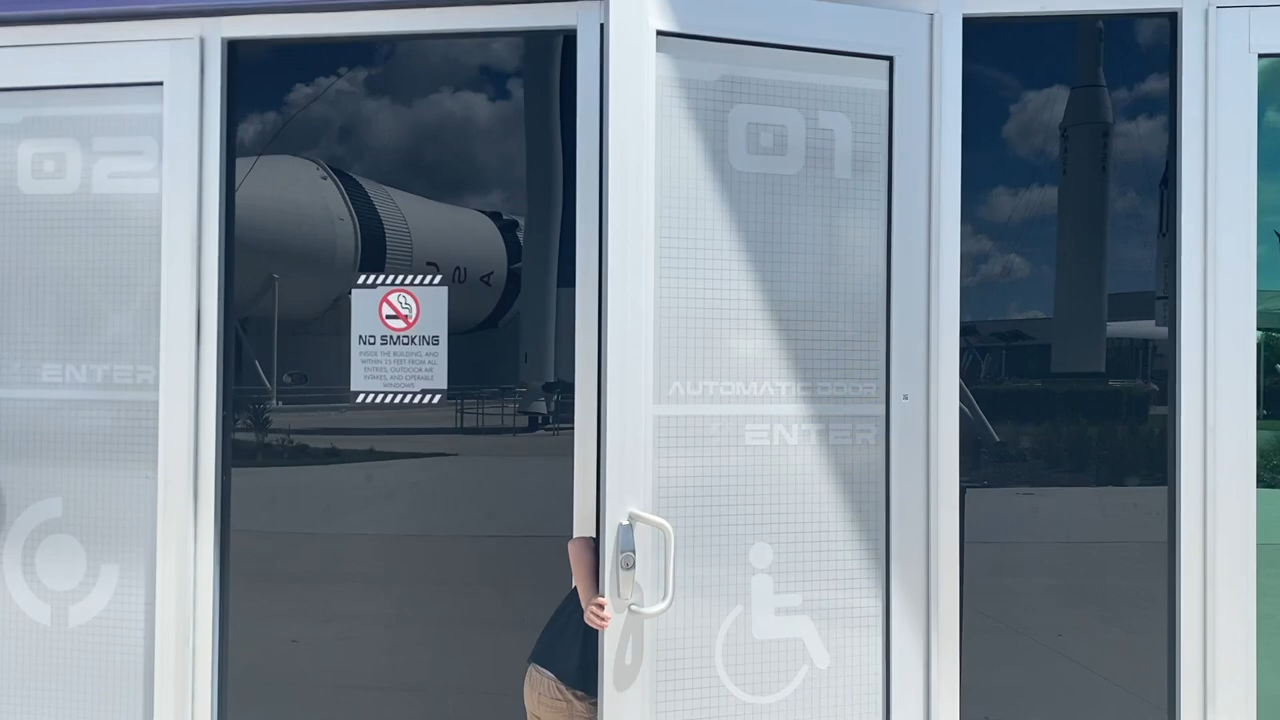 02
ENTER
NO SMOKING
INSIDE THE BUILDING, AND
WITHIN 25 FEET FROM ALL
ENTRIES, OUTDOOR AIR
INTAKES, AND OPERABLE
WINDOWS
01
AUTOMATIC DOOR
ENTER